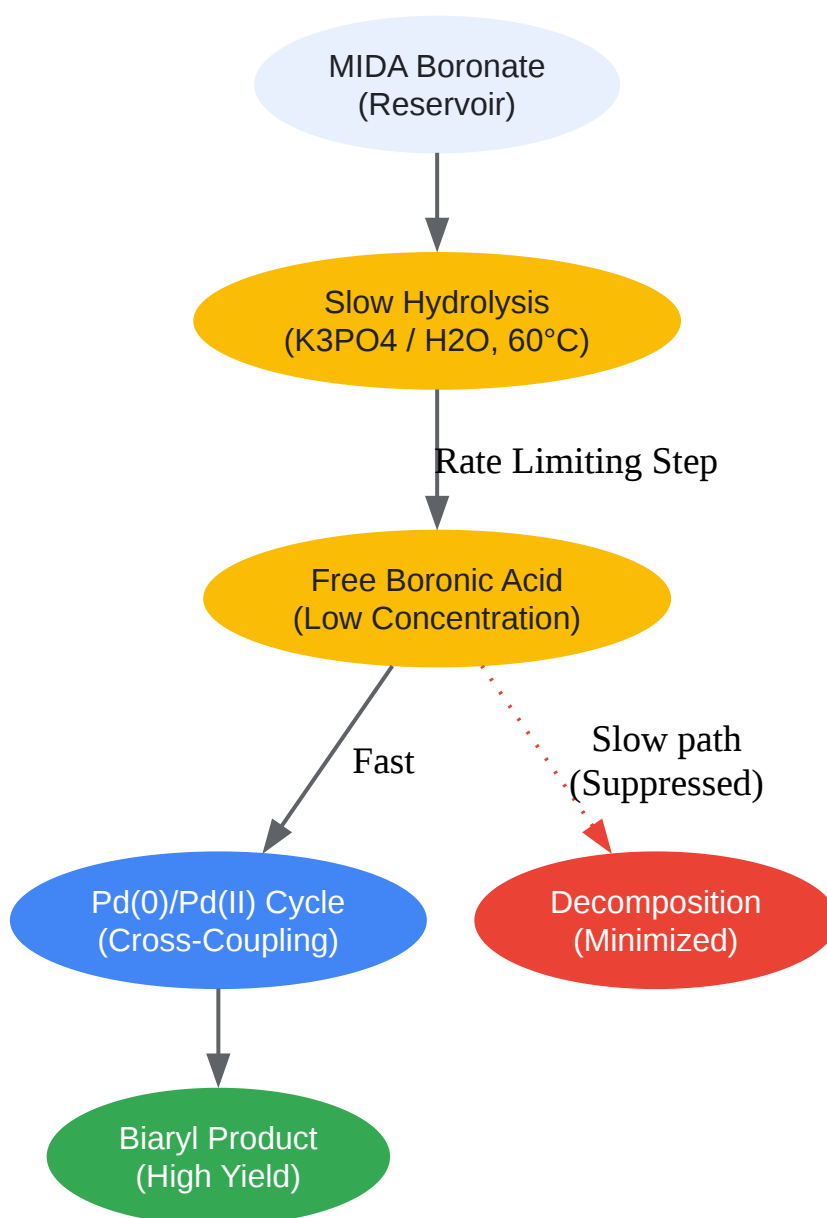 MIDA Boronate
(Reservoir)
Slow Hydrolysis
(K3PO4 / H2O, 60°C)
Rate Limiting Step
Free Boronic Acid
(Low Concentration)
Fast
Slow path
(Suppressed)
Pd(0)/Pd(II) Cycle
(Cross-Coupling)
Decomposition
(Minimized)
Biaryl Product
(High Yield)